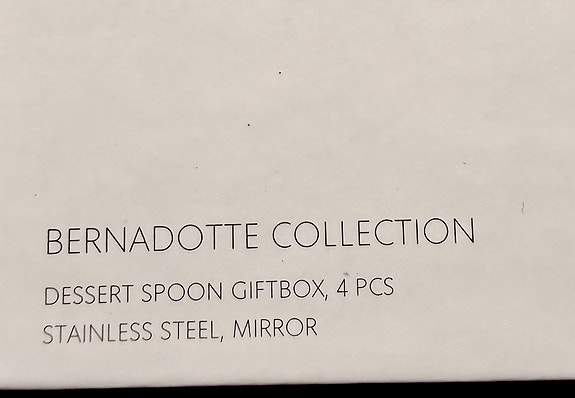 BERNADOTTE COLLECTION
DESSERT SPOON GIFTBOX, 4 PCS
STAINLESS STEEL, MIRROR